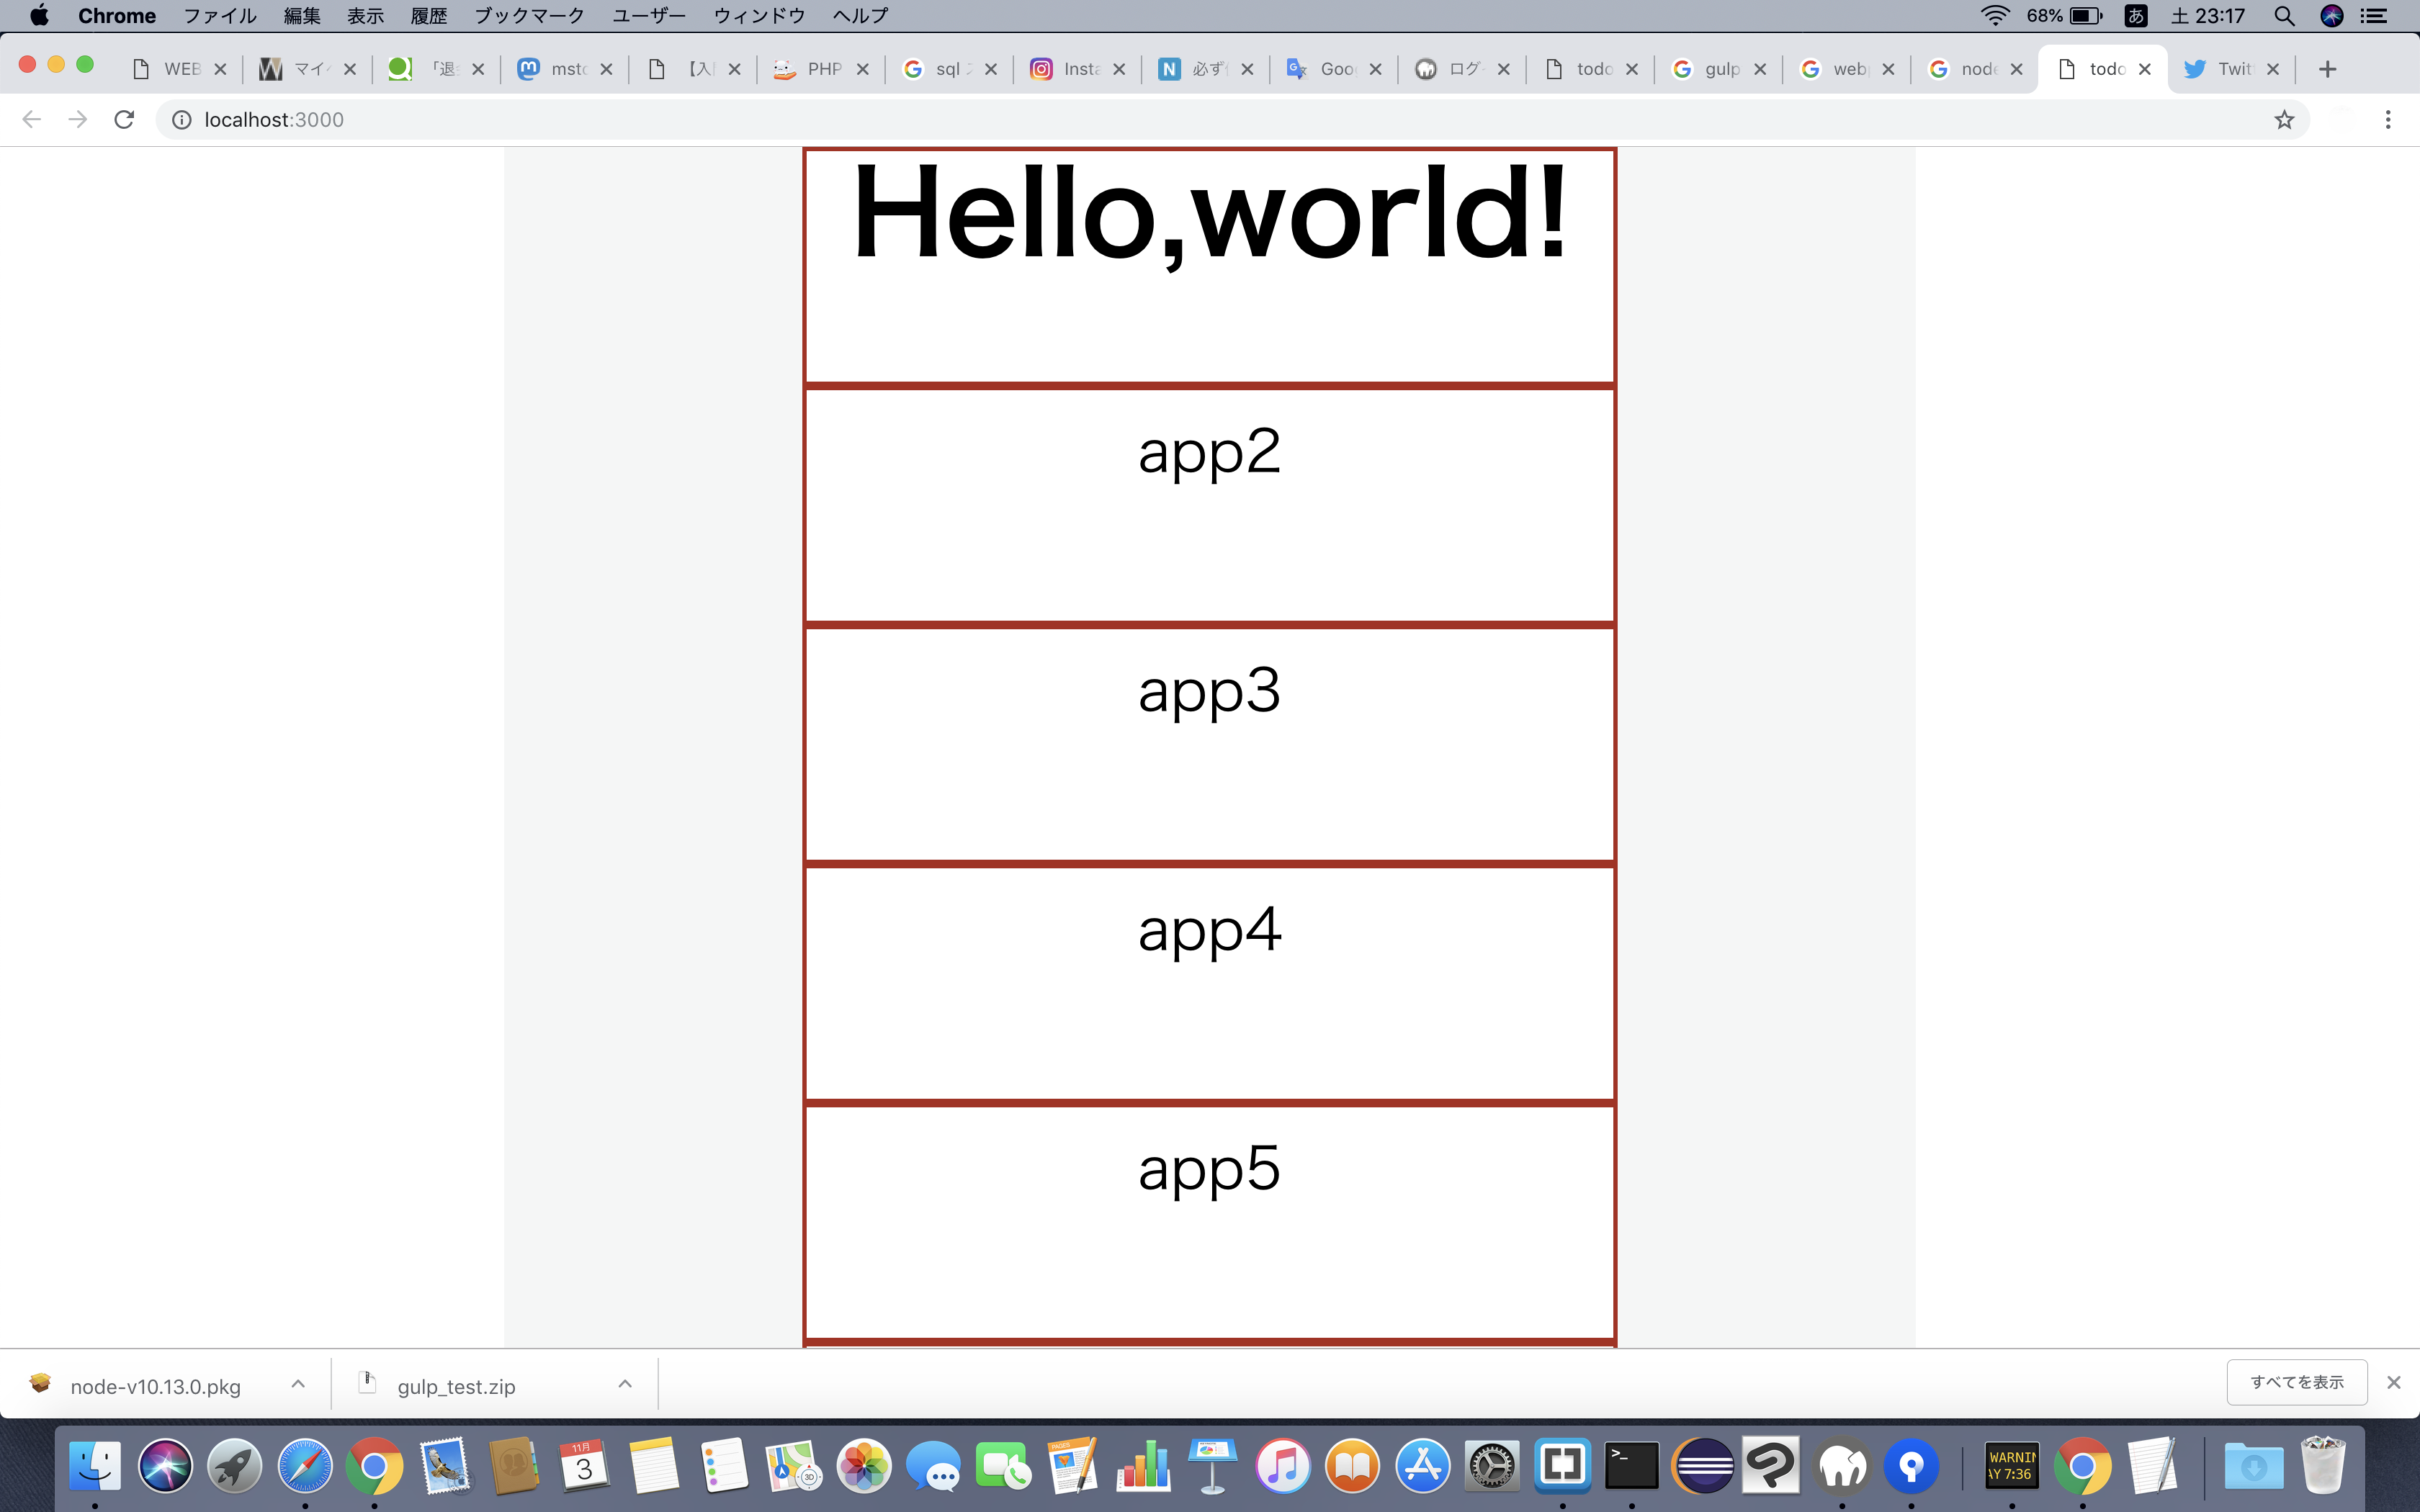 Chrome ファイル 編集 表示 履歴 ブックマーク ユーザー ウィンドウ ヘルプ 68% あ 土 23:17
WEB マイ 「退 mstc 【入 PHP sql Insta 必ず Goo ログ todo gulp web node todo Twit
localhost:3000
Hello,world!
app2
app3
app4
app5
node-v10.13.0.pkg gulp_test.zip すべてを表示
11月
3
PAGES
3D
WARNIN
AY 7:36